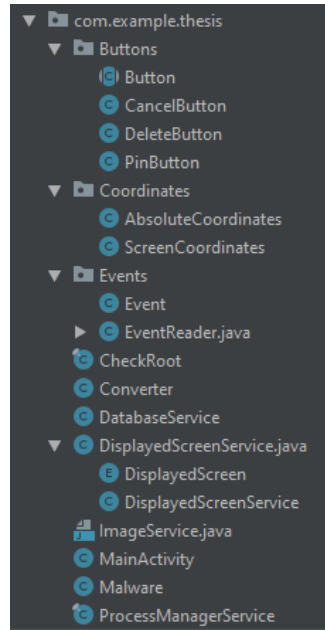 com.example.thesis
Buttons
Button
CancelButton
DeleteButton
PinButton
Coordinates
AbsoluteCoordinates
ScreenCoordinates
Events
Event
EventReader.java
CheckRoot
Converter
DatabaseService
DisplayedScreenService.java
DisplayedScreen
DisplayedScreenService
ImageService.java
MainActivity
Malware
ProcessManagerService